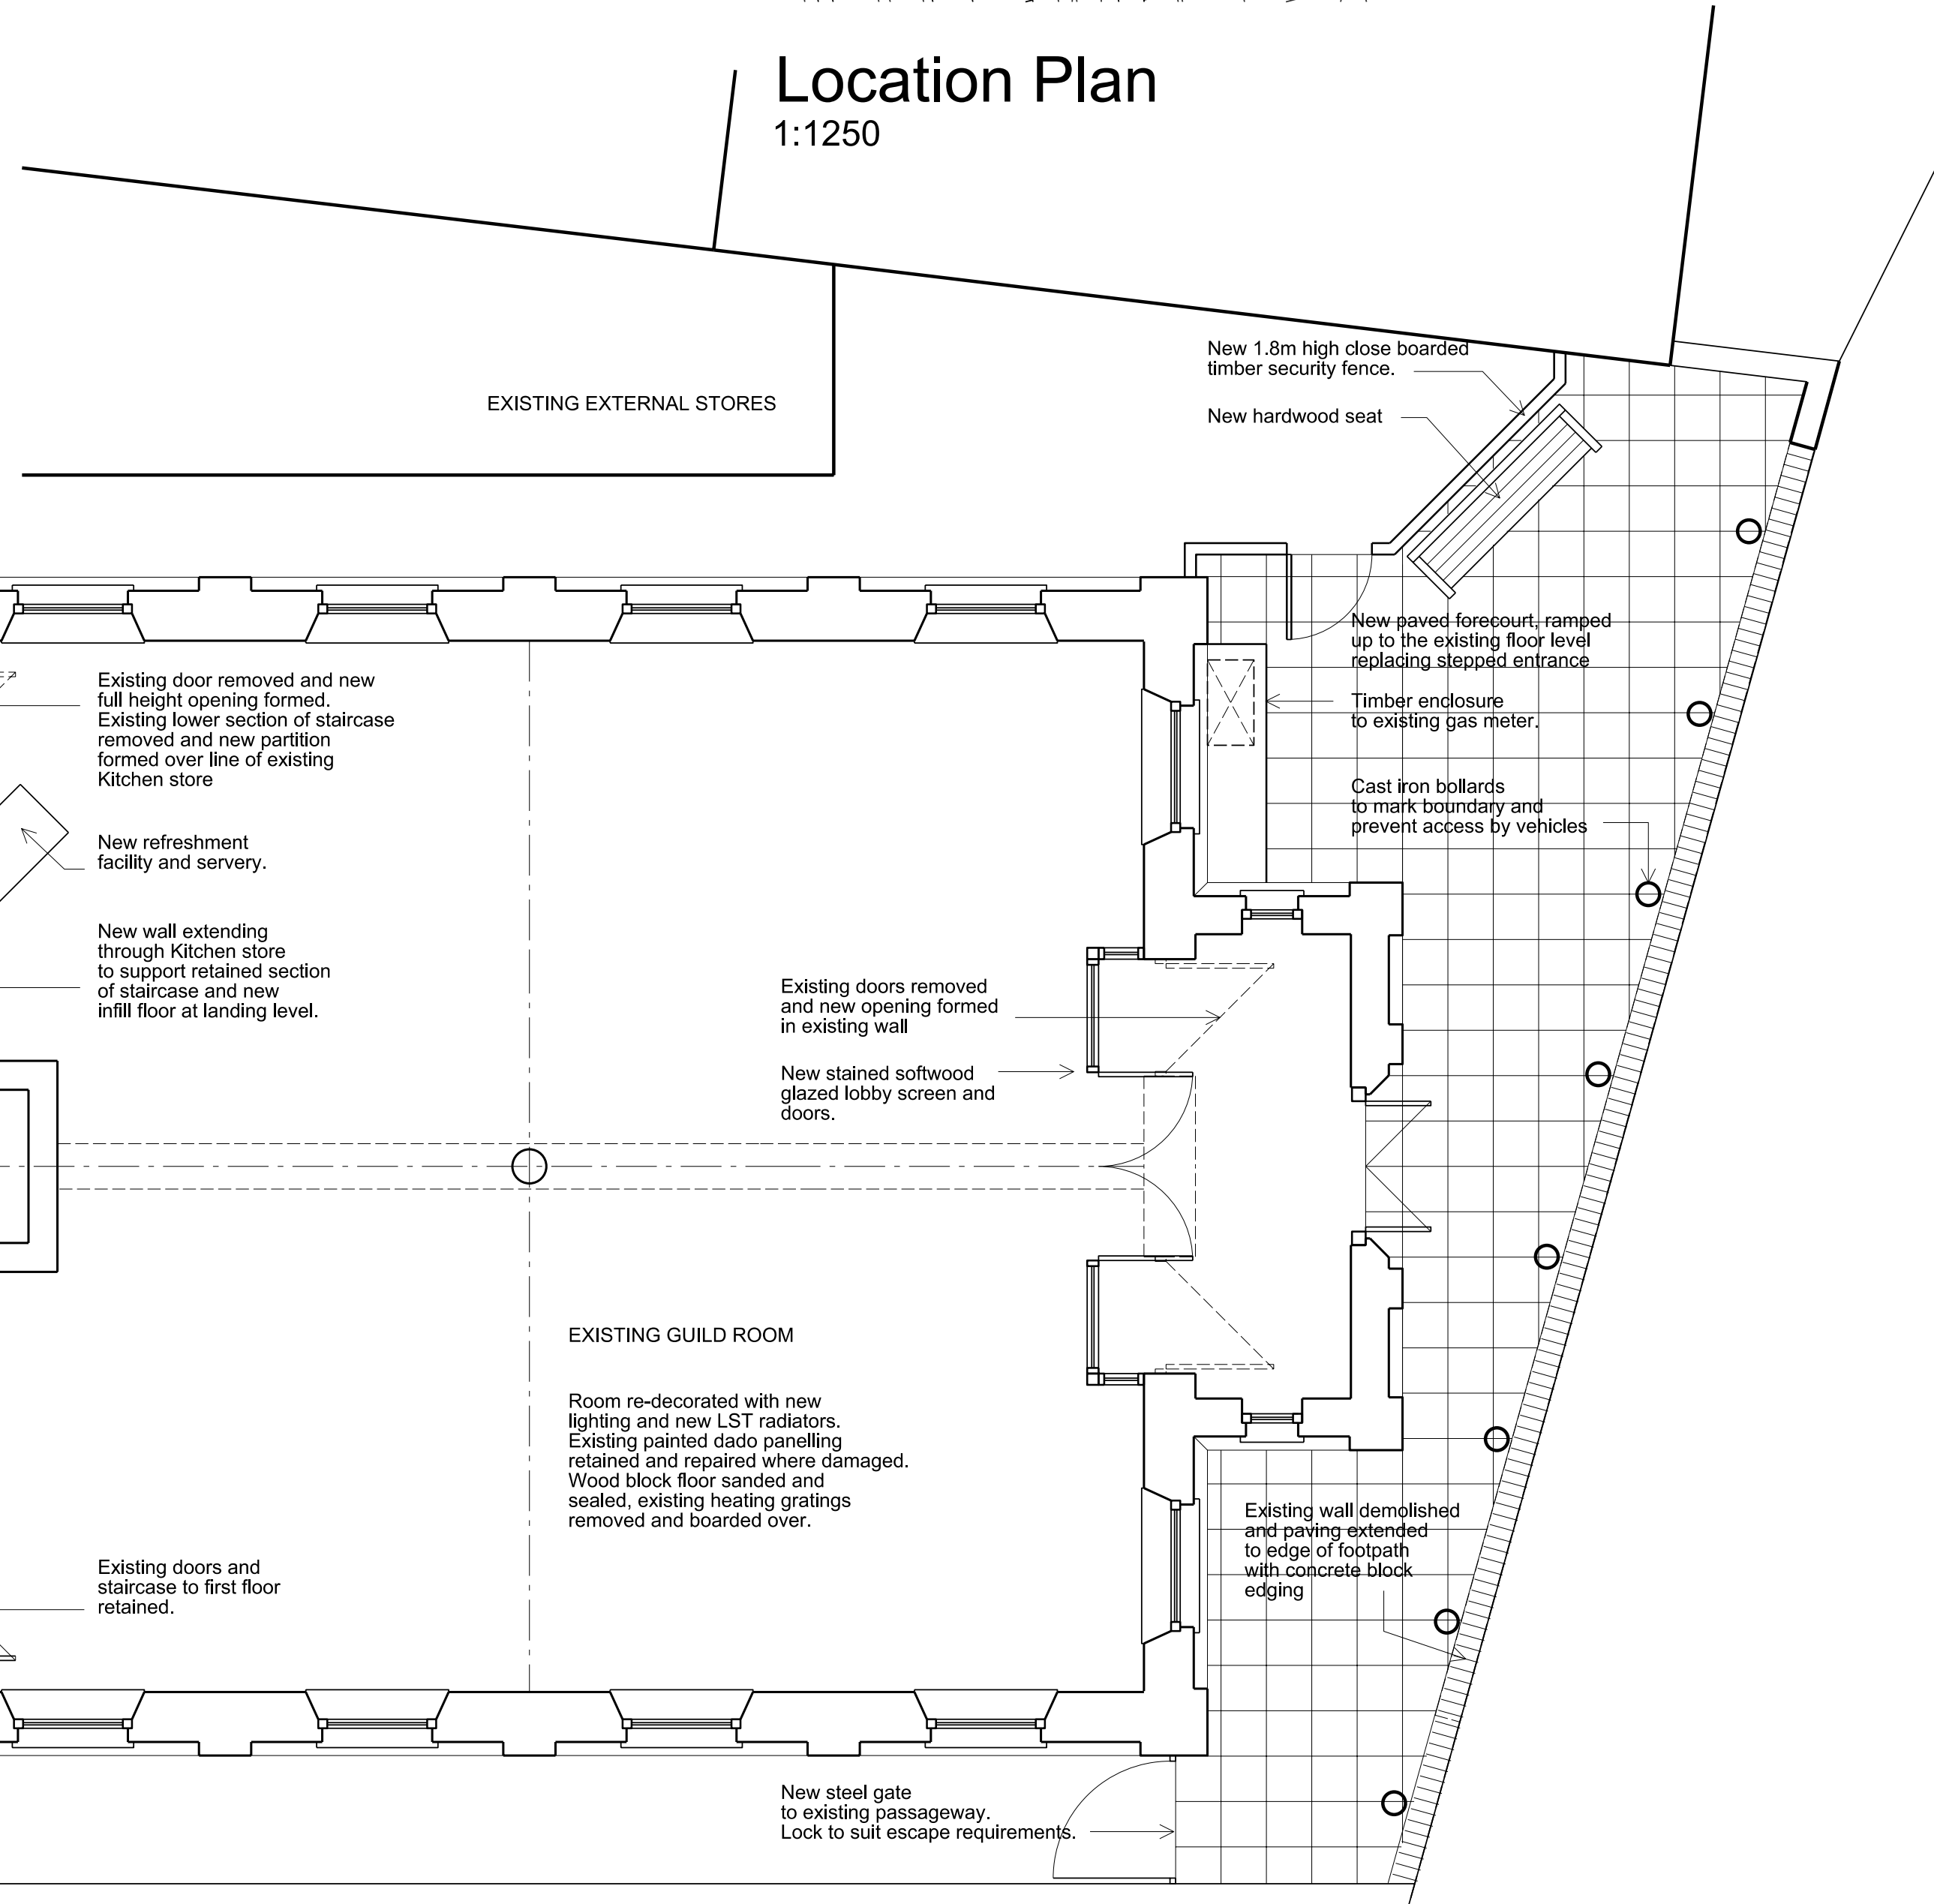 Location Plan
1:1250
New 1.8m high close boarded
timber security fence.
New hardwood seat
EXISTING EXTERNAL STORES
New paved forecourt, ramped
up to the existing floor level
replacing stepped entrance
Timber enclosure
to existing gas meter.
Cast iron bollards
to mark boundary and
prevent access by vehicles
Existing door removed and new
full height opening formed.
Existing lower section of staircase
removed and new partition
formed over line of existing
Kitchen store
New refreshment
facility and servery.
New wall extending
through Kitchen store
to support retained section
of staircase and new
infill floor at landing level.
Existing doors removed
and new opening formed
in existing wall
New stained softwood
glazed lobby screen and
doors.
EXISTING GUILD ROOM
Room re-decorated with new
lighting and new LST radiators.
Existing painted dado panelling
retained and repaired where damaged.
Wood block floor sanded and
sealed, existing heating gratings
removed and boarded over.
Existing wall demolished
and paving extended
to edge of footpath
with concrete block
edging
Existing doors and
staircase to first floor
retained.
New steel gate
to existing passageway.
Lock to suit escape requirements.